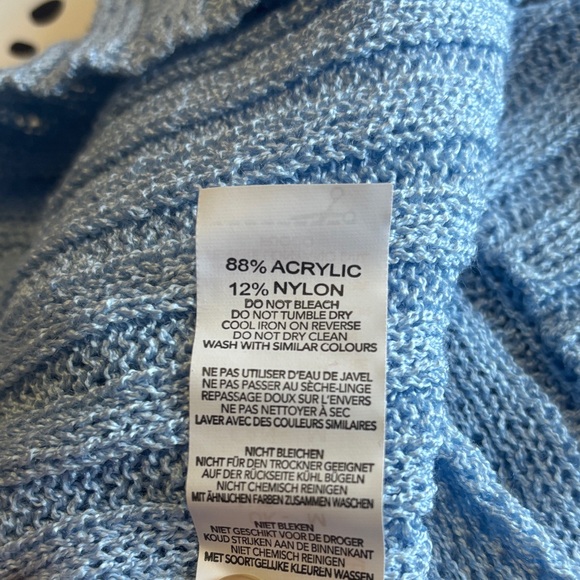 88% ACRYLIC
12% NYLON
DO NOT BLEACH
DO NOT TUMBLE DRY
COOL IRON ON REVERSE
DO NOT DRY CLEAN
WASH WITH SIMILAR COLOURS
NE PAS UTILISER D'EAU DE JAVEL
NE PAS PASSER AU SÈCHE-LINGE
REPASSAGE DOUX SUR L'ENVERS
NE PAS NETTOYER À SEC
LAVER AVEC DES COULEURS SIMILAIRES
NICHT BLEICHEN
NICHT FÜR DEN TROCKNER GEEIGNET
AUF DER RÜCKSEITE KÜHL BÜGELN
NICHT CHEMISCH REINIGEN
MIT ÄHNLICHEN FARBEN ZUSAMMEN WASCHEN
NIET BLEKEN
NIET GESCHIKT VOOR DE DROGER
KOUD STRIJKEN AAN DE BINNENKANT
NIET CHEMISCH REINIGEN
MET SOORTGELIJKE KLEUREN WASSEN